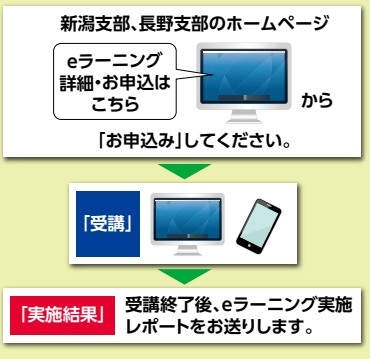 新潟支部、長野支部のホームページ
eラーニング
詳細・お申込は
こちら
から
「お申込み」してください。
「受講」
「実施結果」
受講終了後、eラーニング実施
レポートをお送りします。